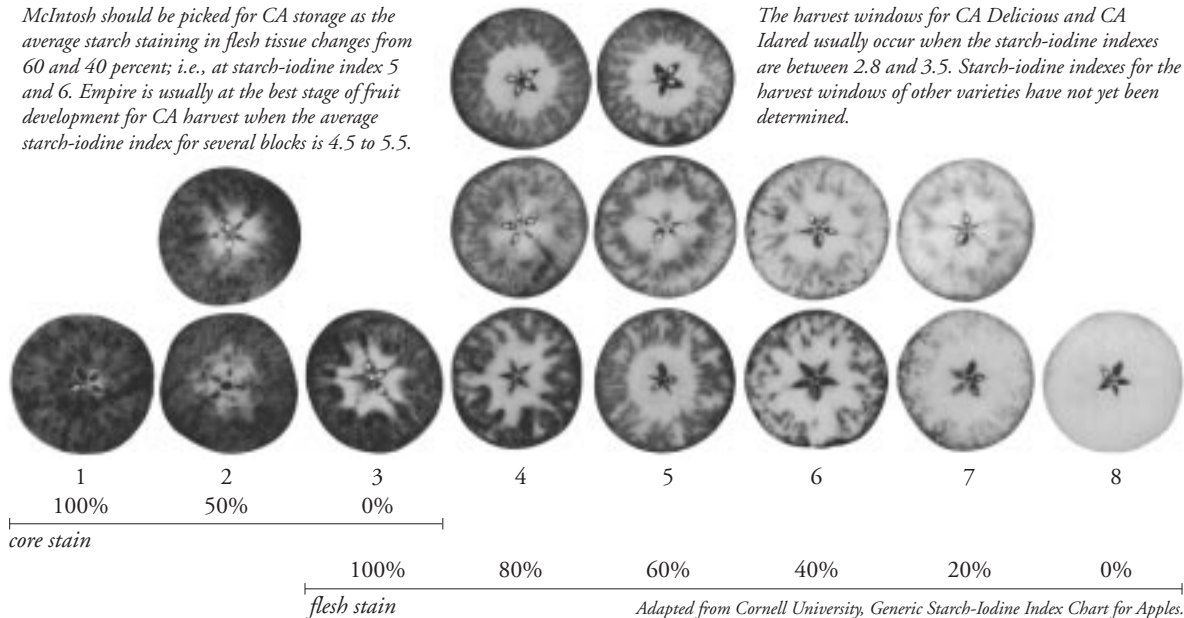 McIntosh should be picked for CA storage as the
average starch staining in flesh tissue changes from
60 and 40 percent; i.e., at starch-iodine index 5
and 6. Empire is usually at the best stage of fruit
development for CA harvest when the average
starch-iodine index for several blocks is 4.5 to 5.5.
The harvest windows for CA Delicious and CA
Idared usually occur when the starch-iodine indexes
are between 2.8 and 3.5. Starch-iodine indexes for the
harvest windows of other varieties have not yet been
determined.
1 2 3 4 5 6 7 8
100% 50% 0%
core stain
100% 80% 60% 40% 20% 0%
flesh stain
Adapted from Cornell University, Generic Starch-Iodine Index Chart for Apples.